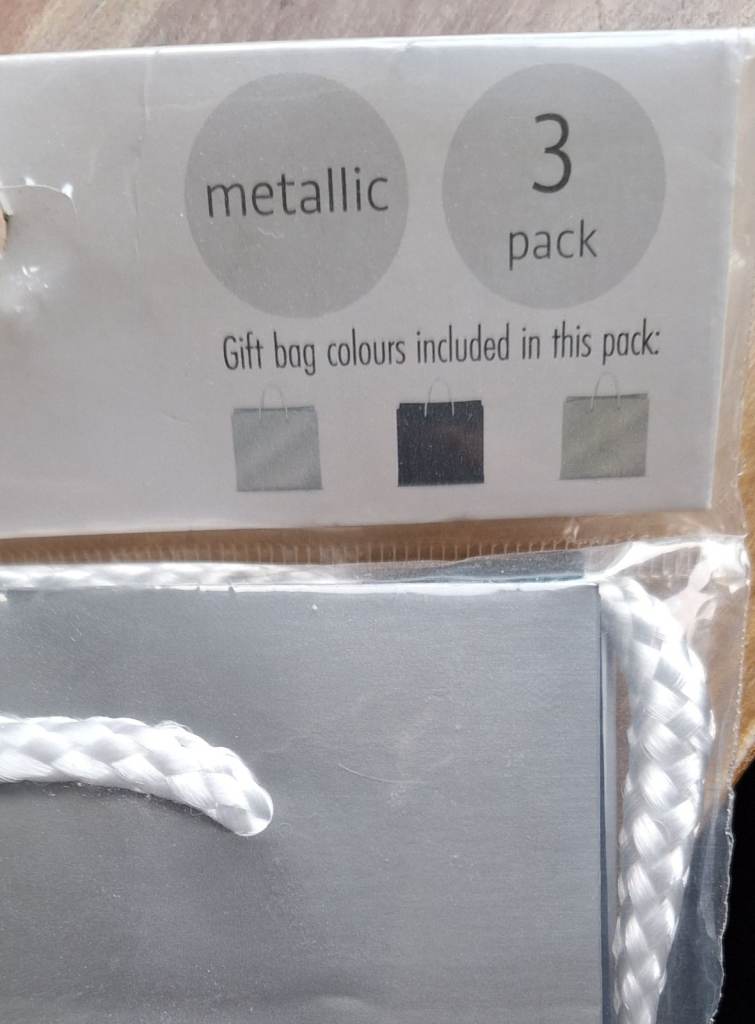 metallic
3
pack
Gift bag colours included in this pack: